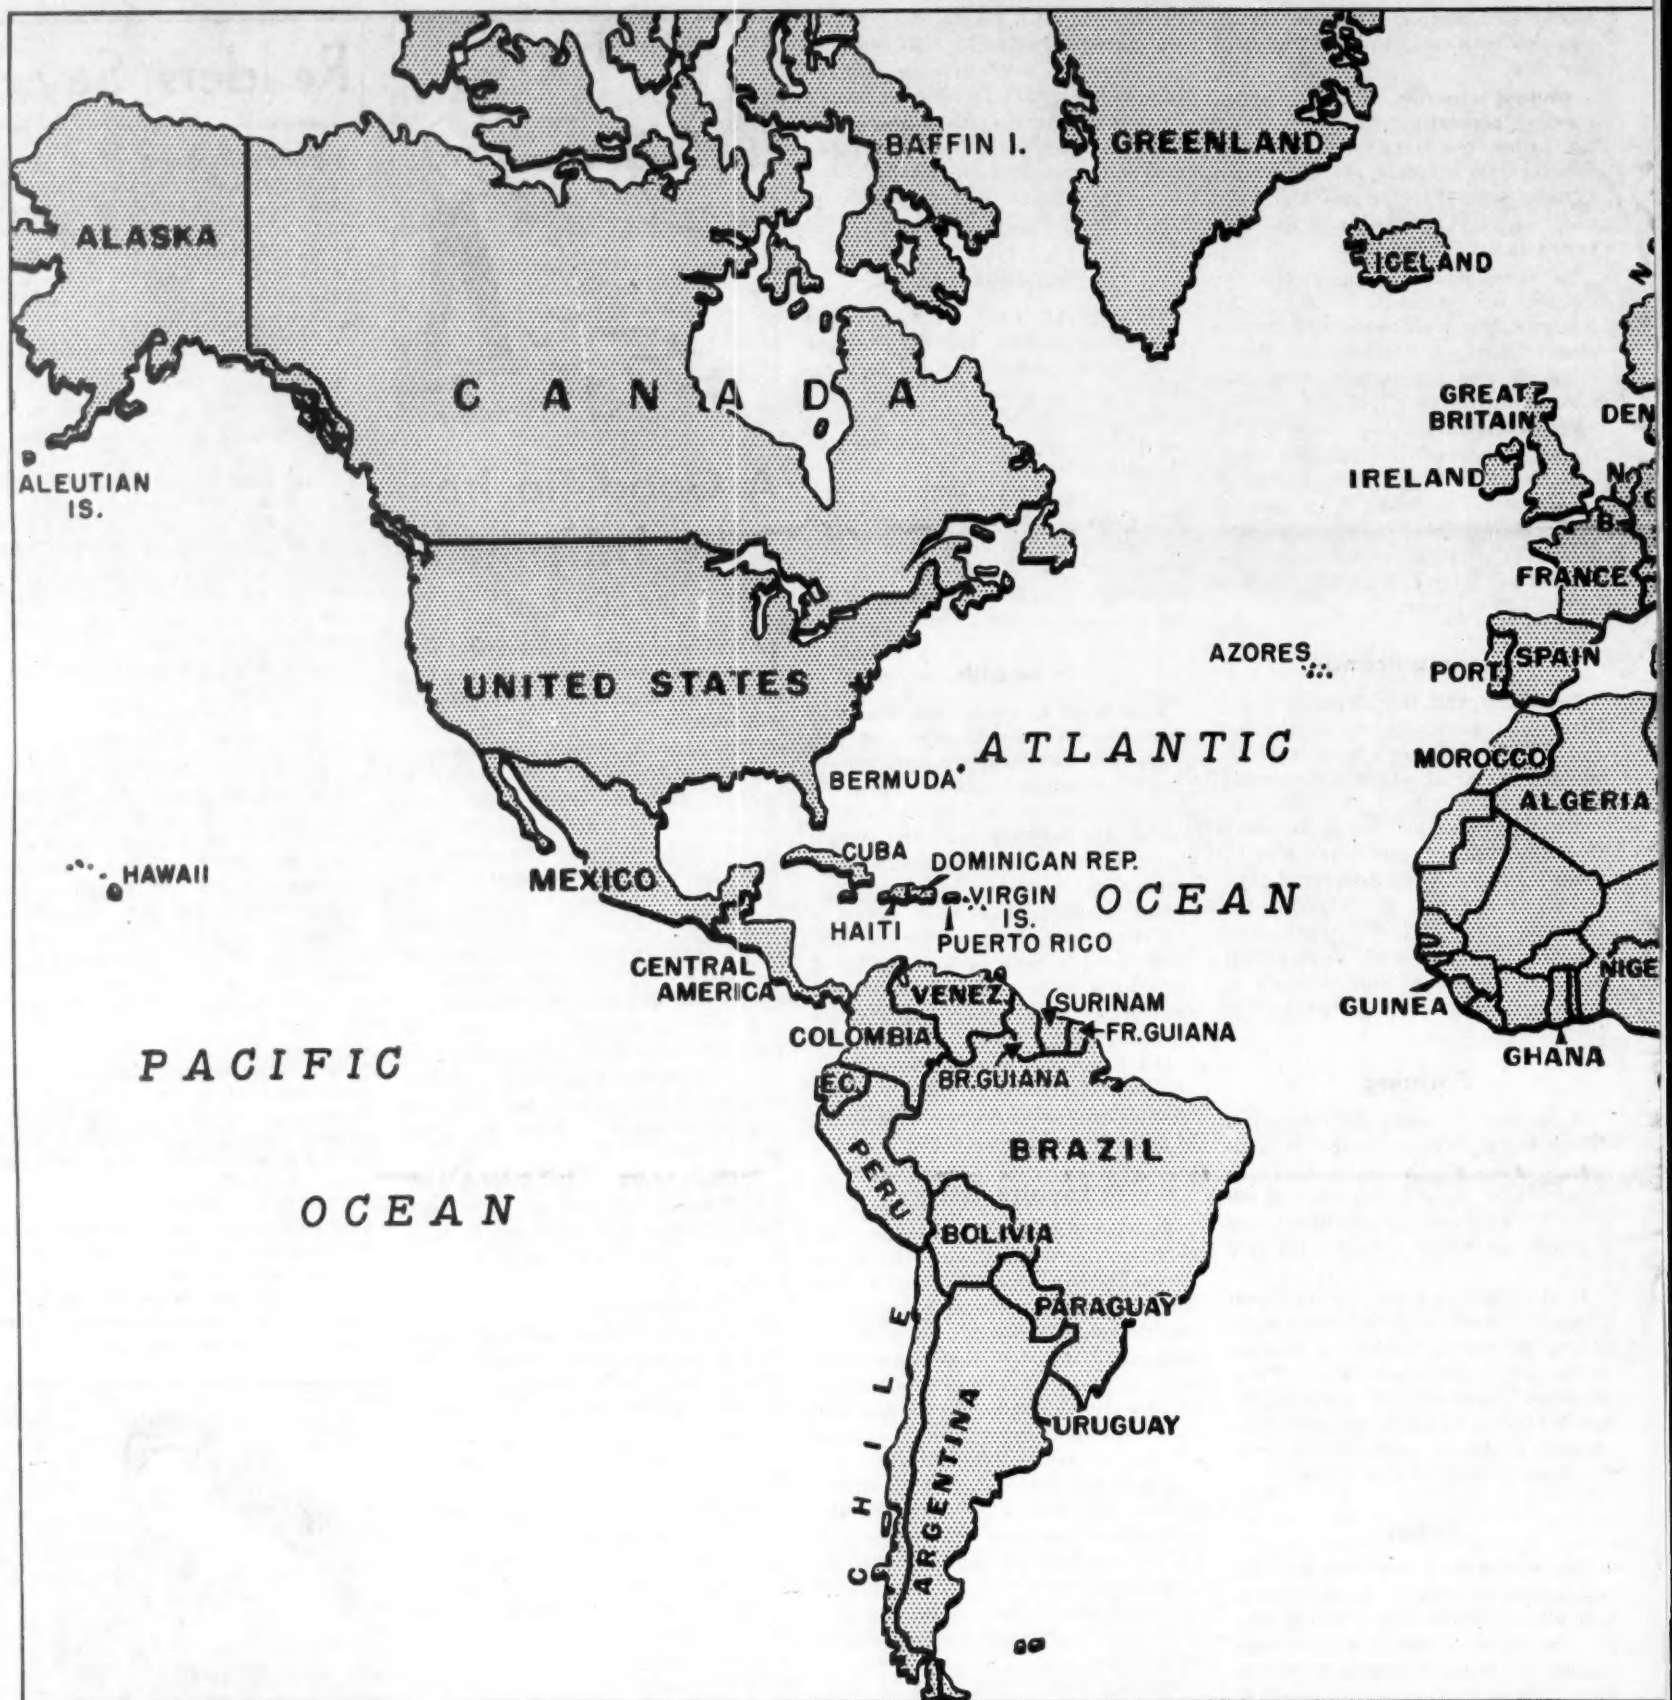 BAFFIN I.
GREENLAND
ALASKA
ICELAND
CANADA
GREAT
BRITAIN
DEN
IRELAND
N.
B.
ALEUTIAN
IS.
FRANCE
AZORES
PORT.
SPAIN
UNITED STATES
ATLANTIC
OCEAN
BERMUDA
MOROCCO
ALGERIA
HAWAII
MEXICO
CUBA
DOMINICAN REP.
VIRGIN
IS.
HAITI
PUERTO RICO
CENTRAL
AMERICA
VENEZ.
SURINAM
FR.GUIANA
COLOMBIA
BR.GUIANA
NIGE
GUINEA
GHANA
PACIFIC
OCEAN
EC.
PERU
BRAZIL
BOLIVIA
PARAGUAY
CHILE
ARGENTINA
URUGUAY